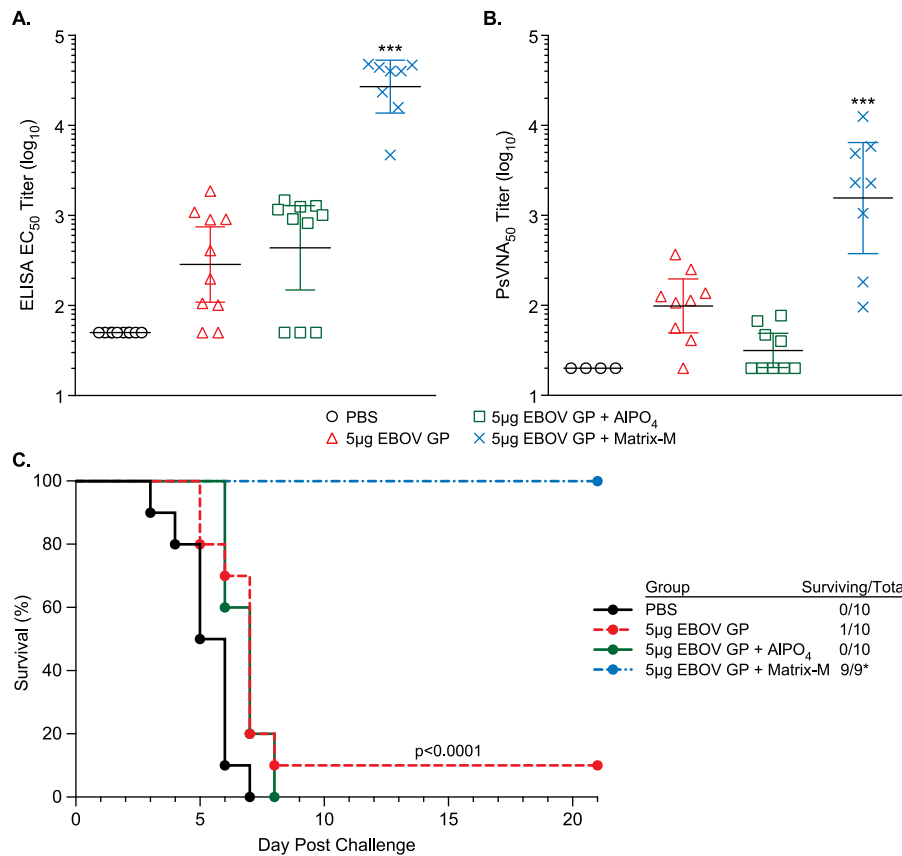 A.
B.
5
4
3
2
1
ELISA EC50 Titer (log10)
***
5
4
3
2
1
PsVNA50 Titer (log10)
***
PBS
5µg EBOV GP + AlPO4
5µg EBOV GP
5µg EBOV GP + Matrix-M
C.
100
80
60
40
20
0
Survival (%)
0 5 10 15 20
Day Post Challenge
p<0.0001
Group Surviving/Total
PBS 0/10
5µg EBOV GP 1/10
5µg EBOV GP + AlPO4 0/10
5µg EBOV GP + Matrix-M 9/9*